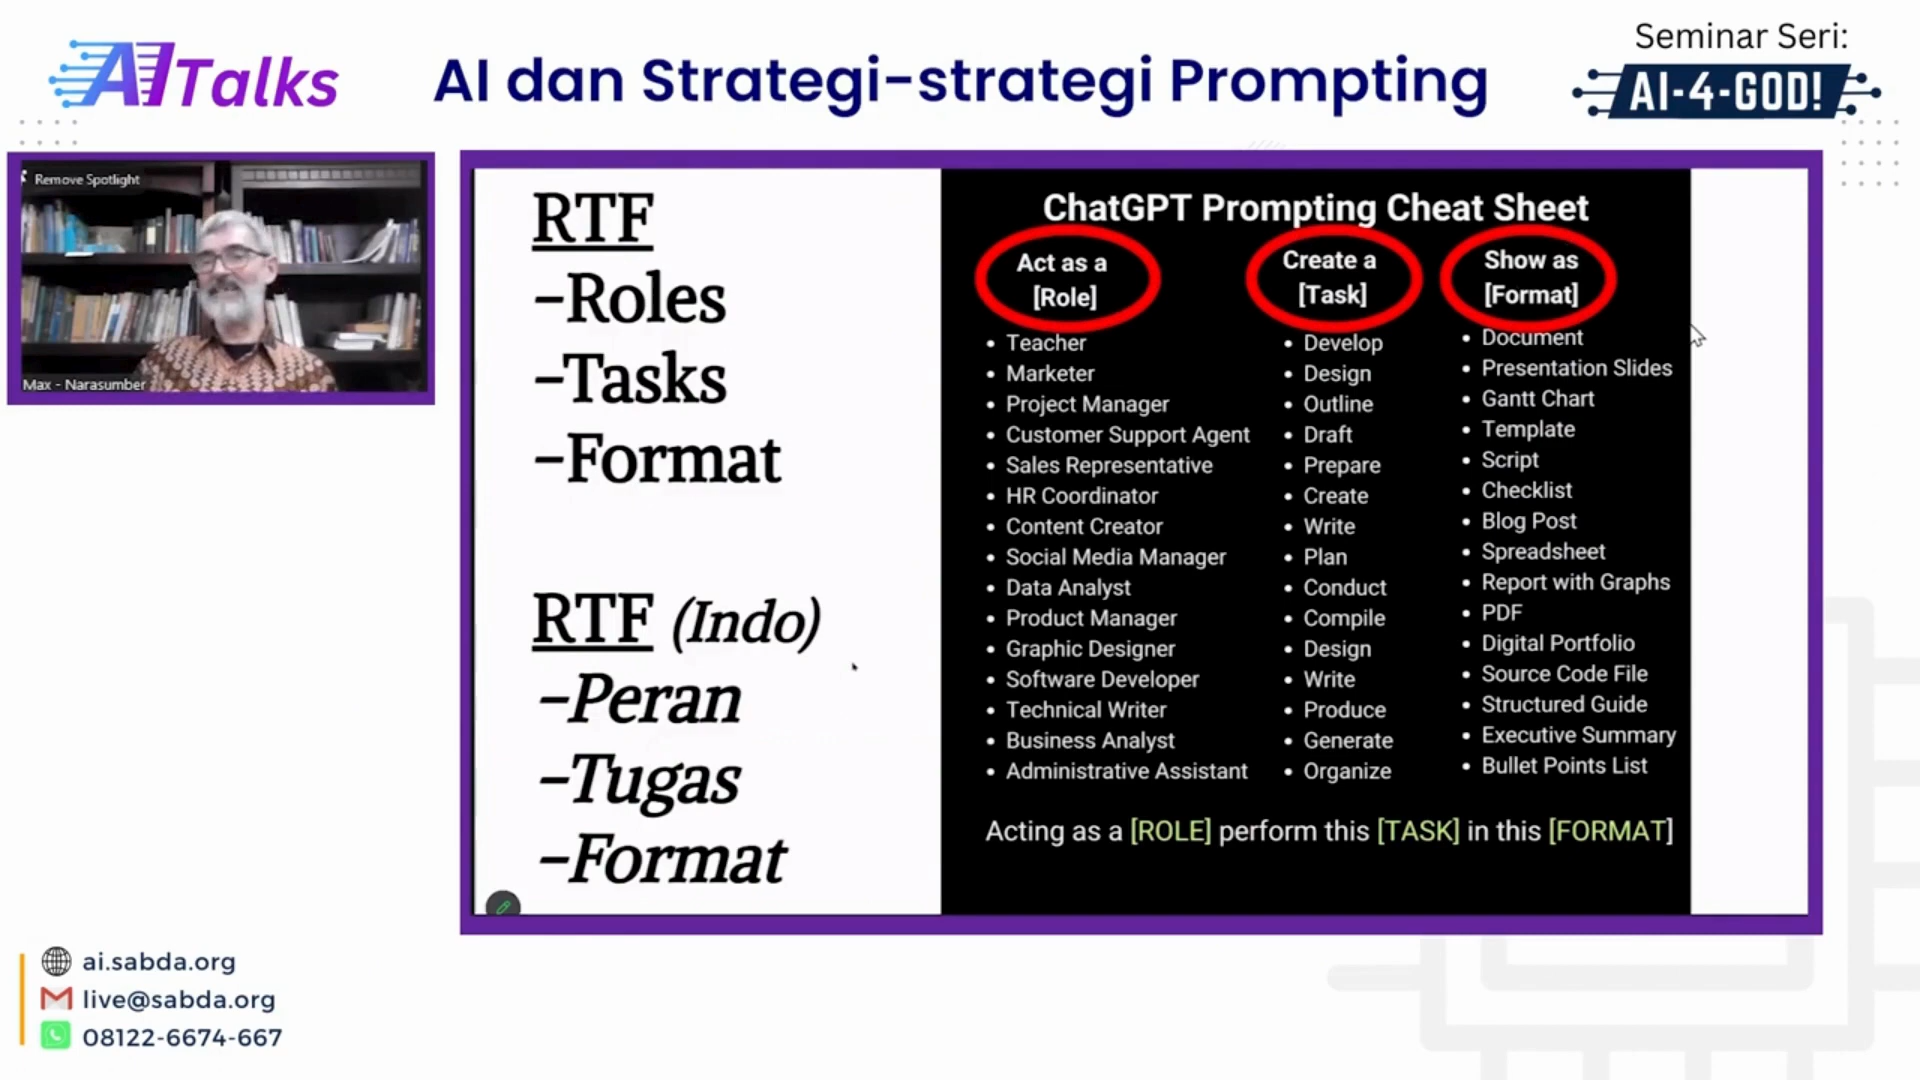 AI Talks
AI dan Strategi-strategi Prompting
Seminar Seri:
AI-4-GOD!
Remove Spotlight
Max - Narasumber
RTF
-Roles
-Tasks
-Format
RTF (Indo)
-Peran
-Tugas
-Format
ChatGPT Prompting Cheat Sheet
Act as a
[Role]
• Teacher
• Marketer
• Project Manager
• Customer Support Agent
• Sales Representative
• HR Coordinator
• Content Creator
• Social Media Manager
• Data Analyst
• Product Manager
• Graphic Designer
• Software Developer
• Technical Writer
• Business Analyst
• Administrative Assistant
Create a
[Task]
• Develop
• Design
• Outline
• Draft
• Prepare
• Create
• Write
• Plan
• Conduct
• Compile
• Design
• Write
• Produce
• Generate
• Organize
Show as
[Format]
• Document
• Presentation Slides
• Gantt Chart
• Template
• Script
• Checklist
• Blog Post
• Spreadsheet
• Report with Graphs
• PDF
• Digital Portfolio
• Source Code File
• Structured Guide
• Executive Summary
• Bullet Points List
Acting as a [ROLE] perform this [TASK] in this [FORMAT]
ai.sabda.org
live@sabda.org
08122-6674-667